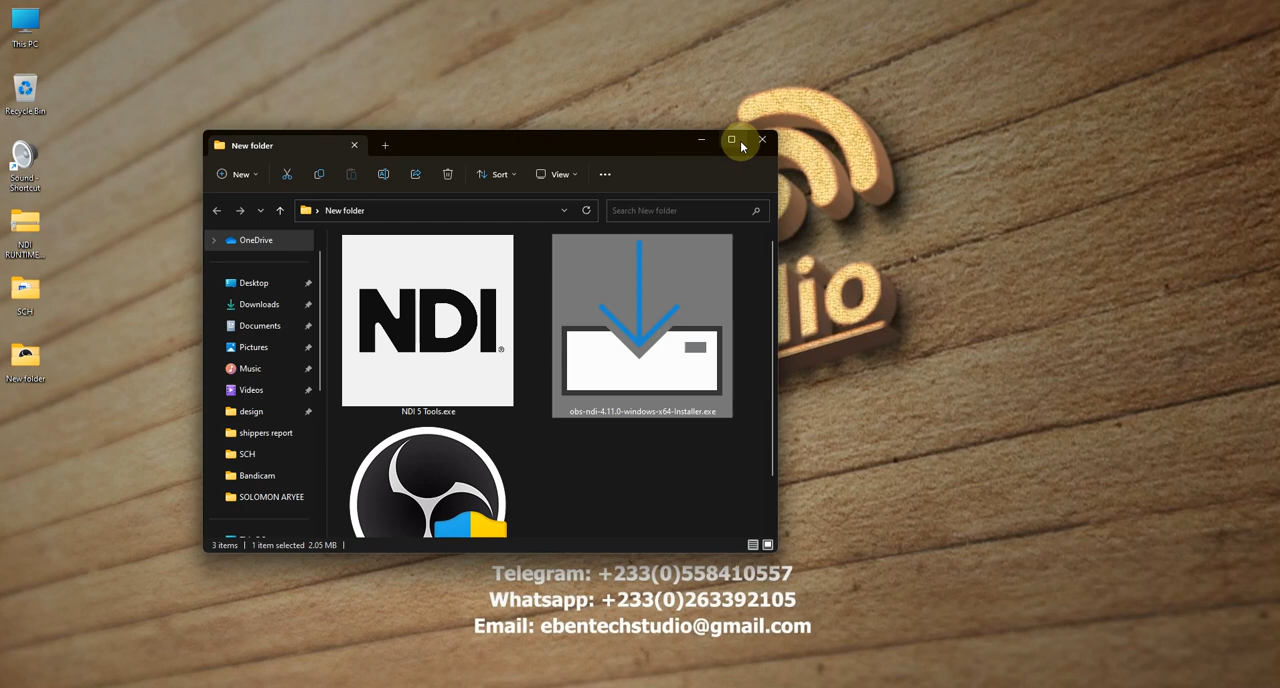 This PC
Recycle Bin
Sound -
Shortcut
NDI
RUNTIME...
SCH
New folder
New folder
New
Sort
View
New folder
Search New folder
OneDrive
Desktop
Downloads
Documents
Pictures
Music
Videos
design
shippers report
SCH
Bandicam
SOLOMON ARYEE
NDI®
NDI 5 Tools.exe
obs-ndi-4.11.0-windows-x64-Installer.exe
3 items
1 item selected 2.05 MB
dio
Telegram: +233(0)558410557
Whatsapp: +233(0)263392105
Email: ebentechstudio@gmail.com